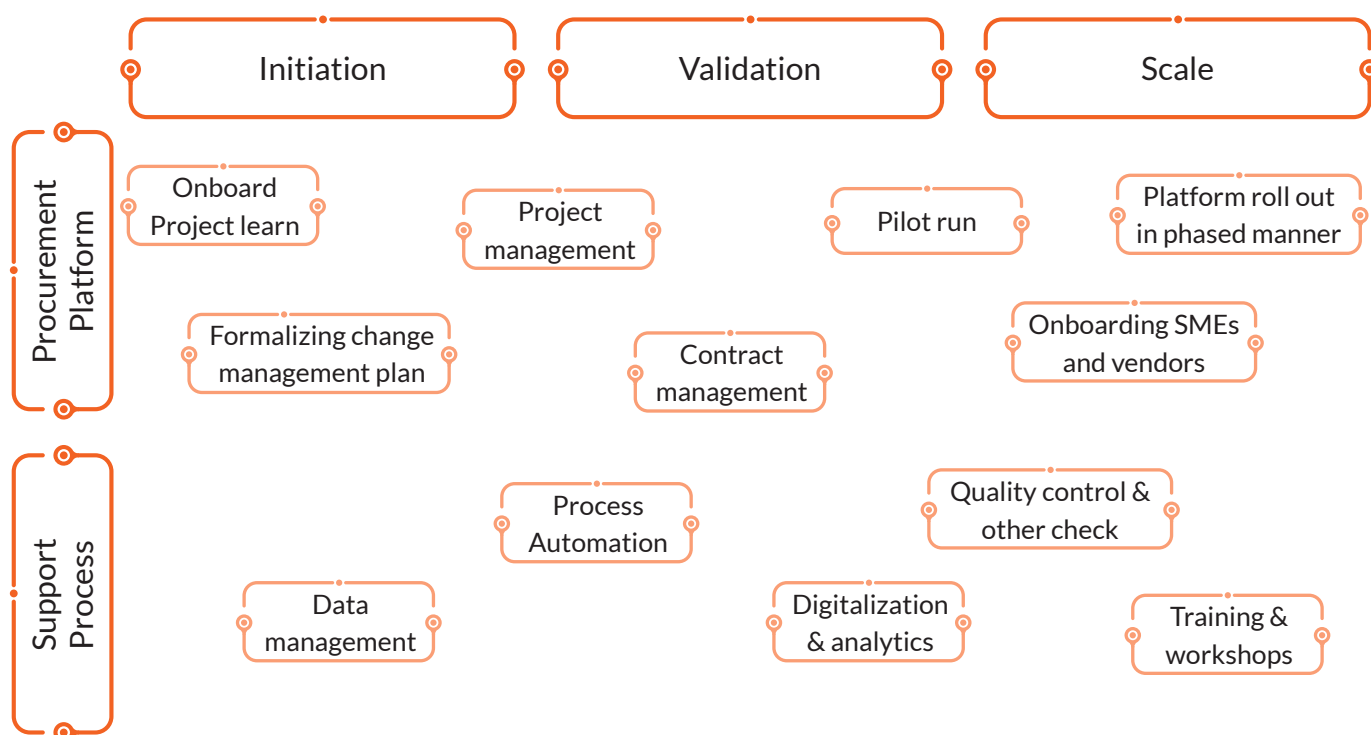 Initiation
Validation
Scale
Procurement
Platform
Onboard
Project learn
Project
management
Pilot run
Platform roll out
in phased manner
Formalizing change
management plan
Contract
management
Onboarding SMEs
and vendors
Support
Process
Process
Automation
Quality control &
other check
Data
management
Digitalization
& analytics
Training &
workshops